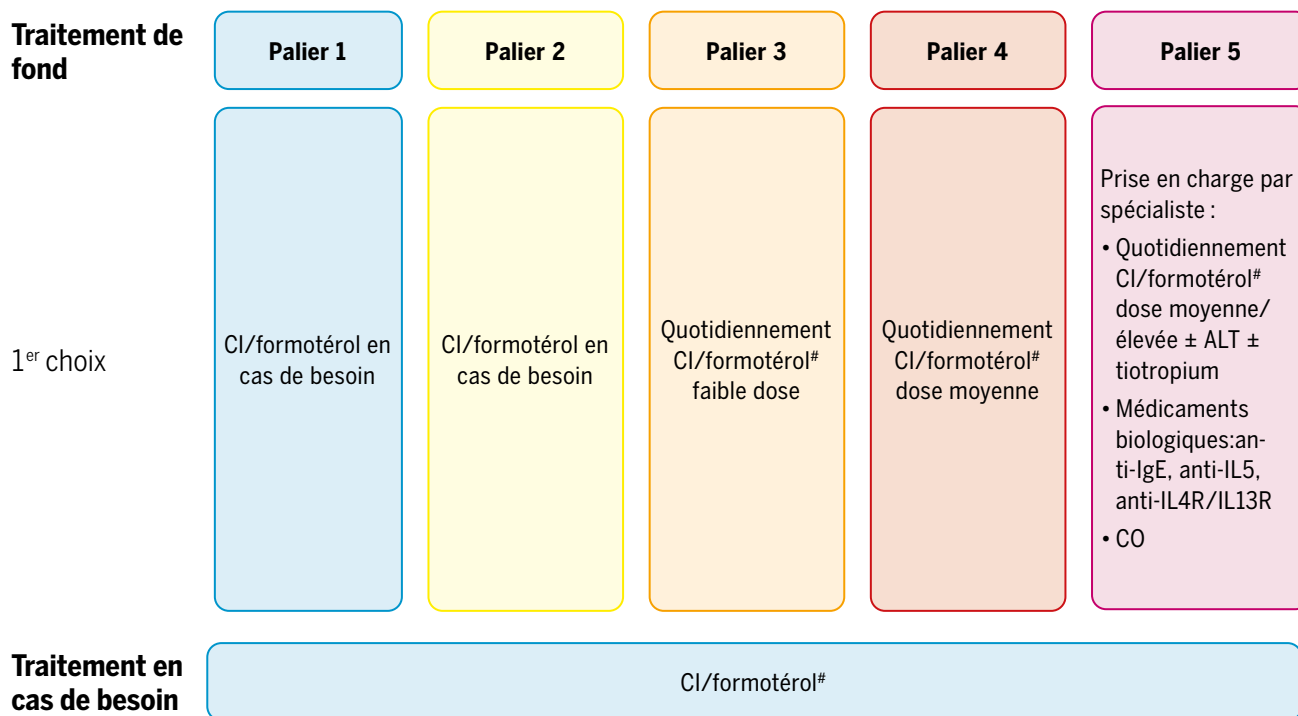 Traitement de
fond
Palier 1
Palier 2
Palier 3
Palier 4
Palier 5
1er choix
CI/formotérol en
cas de besoin
CI/formotérol en
cas de besoin
Quotidiennement
CI/formotérol#
faible dose
Quotidiennement
CI/formotérol#
dose moyenne
Prise en charge par
spécialiste :
• Quotidiennement
CI/formotérol#
dose moyenne/
élevée ± ALT ±
tiotropium
• Médicaments
biologiques:an-
ti-IgE, anti-IL5,
anti-IL4R/IL13R
• CO
Traitement en
cas de besoin
CI/formotérol#